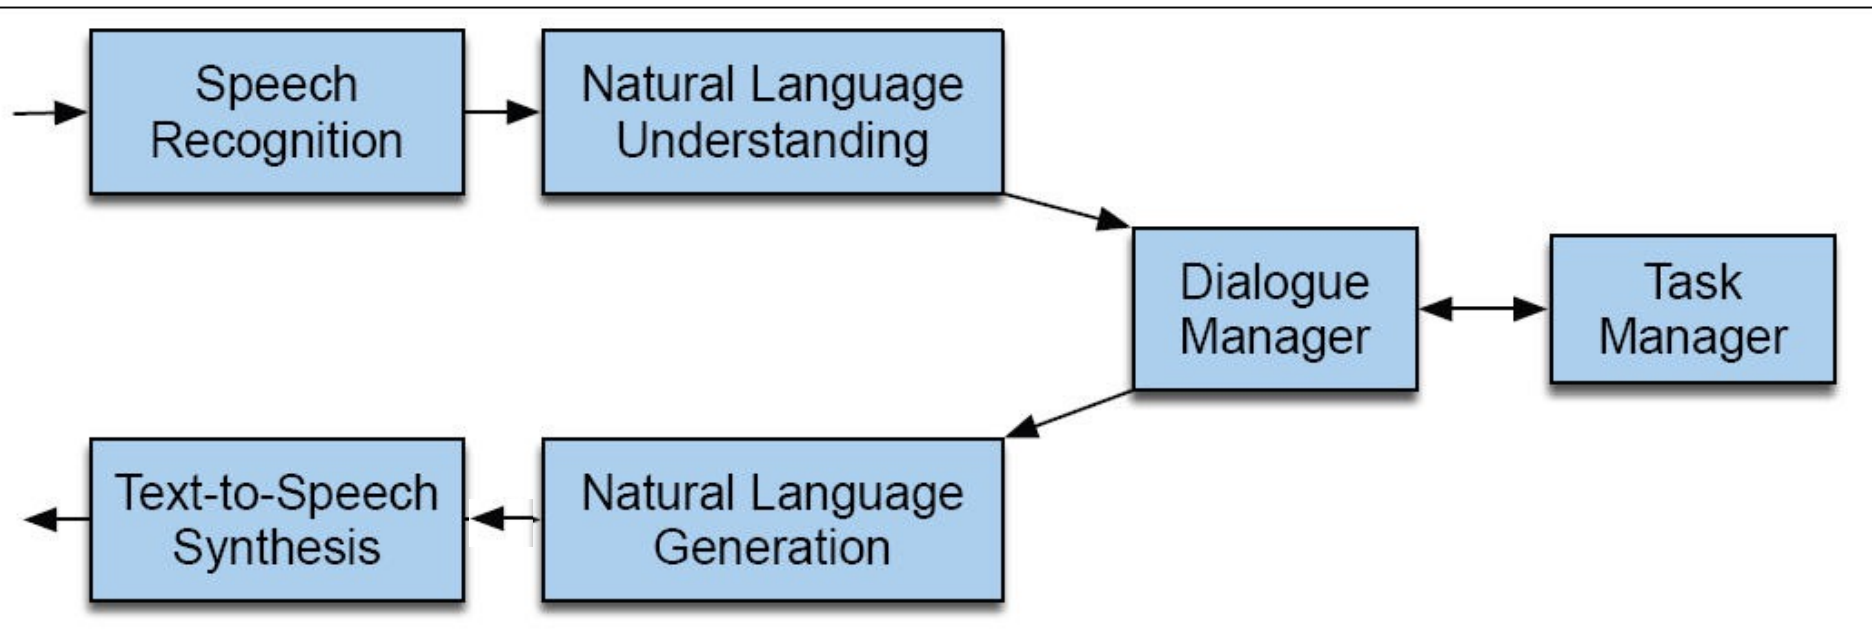 Speech
Recognition
Natural Language
Understanding
Dialogue
Manager
Task
Manager
Text-to-Speech
Synthesis
Natural Language
Generation